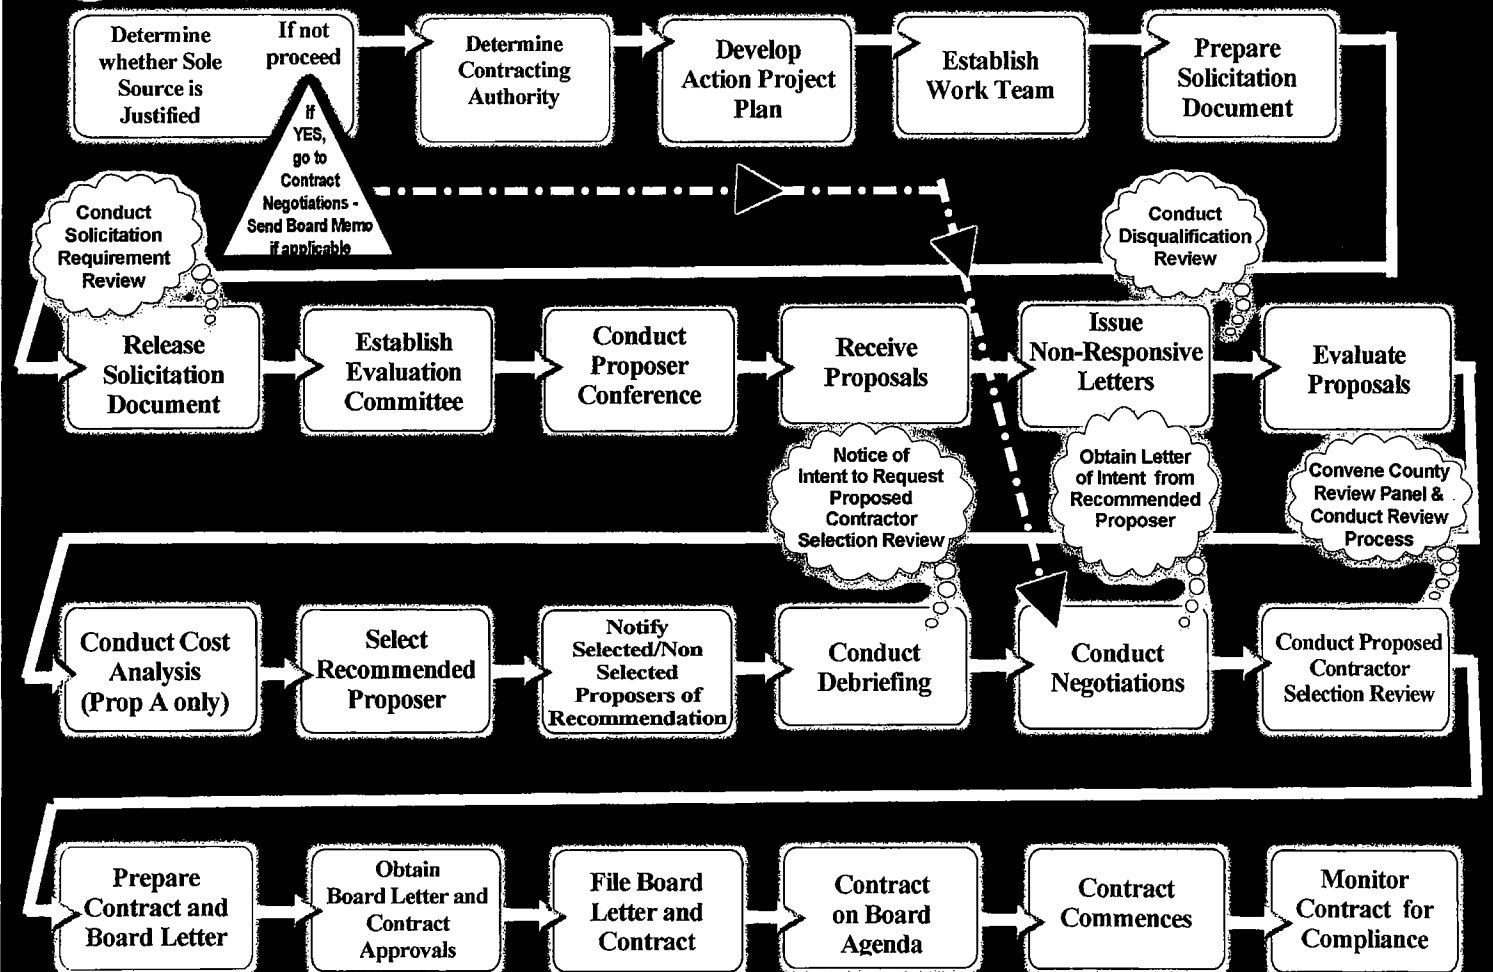 Determine
whether Sole
Source is
Justified
If not
proceed
If
YES,
go to
Contract
Negotiations -
Send Board Memo
if applicable
Determine
Contracting
Authority
Develop
Action Project
Plan
Establish
Work Team
Prepare
Solicitation
Document
Conduct
Solicitation
Requirement
Review
Conduct
Disqualification
Review
Release
Solicitation
Document
Establish
Evaluation
Committee
Conduct
Proposer
Conference
Receive
Proposals
Issue
Non-Responsive
Letters
Evaluate
Proposals
Notice of
Intent to Request
Proposed
Contractor
Selection Review
Obtain Letter
of Intent from
Recommended
Proposer
Convene County
Review Panel &
Conduct Review
Process
Conduct Cost
Analysis
(Prop A only)
Select
Recommended
Proposer
Notify
Selected/Non
Selected
Proposers of
Recommendation
Conduct
Debriefing
Conduct
Negotiations
Conduct Proposed
Contractor
Selection Review
Prepare
Contract and
Board Letter
Obtain
Board Letter and
Contract
Approvals
File Board
Letter and
Contract
Contract
on Board
Agenda
Contract
Commences
Monitor
Contract for
Compliance